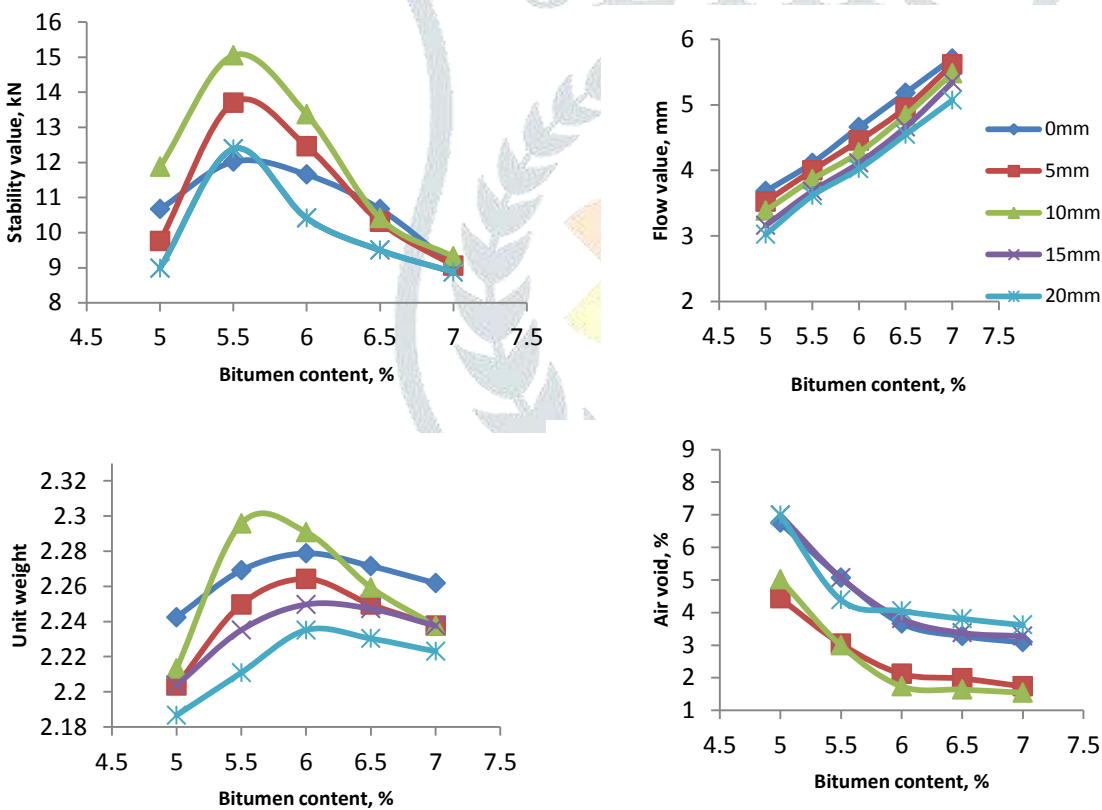 16
15
14
13
12
11
10
9
8
Stability value, kN
4.5 5 5.5 6 6.5 7 7.5
Bitumen content, %
6
5
4
3
2
Flow value, mm
4.5 5 5.5 6 6.5 7 7.5
Bitumen content, %
0mm
5mm
10mm
15mm
20mm
2.32
2.3
2.28
2.26
2.24
2.22
2.2
2.18
Unit weight
4.5 5 5.5 6 6.5 7 7.5
Bitumen content, %
9
8
7
6
5
4
3
2
1
Air void, %
4.5 5 5.5 6 6.5 7 7.5
Bitumen content, %